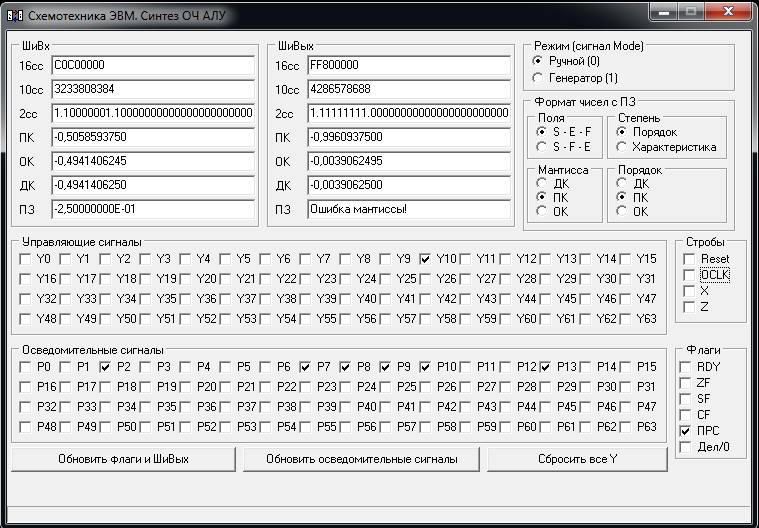 Схемотехника ЭВМ. Синтез ОЧ АЛУ
ШиВх
16сс C0C00000
10сс 3233808384
2сс 1.10000001.10000000000000000000000
ПК -0,5058593750
ОК -0,4941406245
ДК -0,4941406250
ПЗ -2,50000000E-01
ШиВых
16сс FF800000
10сс 4286578688
2сс 1.11111111.00000000000000000000000
ПК -0,9960937500
ОК -0,0039062495
ДК -0,0039062500
ПЗ Ошибка мантиссы!
Режим (сигнал Mode)
Ручной (0)
Генератор (1)
Формат чисел с ПЗ
Поля
S - E - F
S - F - E
Степень
Порядок
Характеристика
Мантисса
ДК
ПК
ОК
Порядок
ДК
ПК
ОК
Управляющие сигналы
Y0 Y1 Y2 Y3 Y4 Y5 Y6 Y7 Y8 Y9 Y10 Y11 Y12 Y13 Y14 Y15
Y16 Y17 Y18 Y19 Y20 Y21 Y22 Y23 Y24 Y25 Y26 Y27 Y28 Y29 Y30 Y31
Y32 Y33 Y34 Y35 Y36 Y37 Y38 Y39 Y40 Y41 Y42 Y43 Y44 Y45 Y46 Y47
Y48 Y49 Y50 Y51 Y52 Y53 Y54 Y55 Y56 Y57 Y58 Y59 Y60 Y61 Y62 Y63
Стробы
Reset
OCLK
X
Z
Осведомительные сигналы
P0 P1 P2 P3 P4 P5 P6 P7 P8 P9 P10 P11 P12 P13 P14 P15
P16 P17 P18 P19 P20 P21 P22 P23 P24 P25 P26 P27 P28 P29 P30 P31
P32 P33 P34 P35 P36 P37 P38 P39 P40 P41 P42 P43 P44 P45 P46 P47
P48 P49 P50 P51 P52 P53 P54 P55 P56 P57 P58 P59 P60 P61 P62 P63
Флаги
RDY
ZF
SF
CF
ПРС
Дел/0
Обновить флаги и ШиВых
Обновить осведомительные сигналы
Сбросить все Y